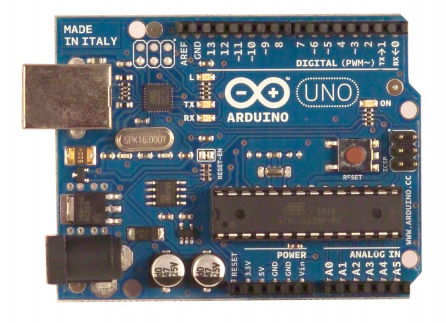 MADE
IN ITALY
AREF
GND
13
12
~11
~10
~9
8
7
~6
~5
4
~3
2
TX→1
RX←0
DIGITAL (PWM~)
L
TX
RX
ARDUINO
UNO
ON
SPK16.000Y
RESET-EN
RESET
ICSP
WWW.ARDUINO.CC
POWER
ANALOG IN
RESET
3.3V
5V
GND
GND
Vin
A0
A1
A2
A3
A4
A5
47
25V
47
25V